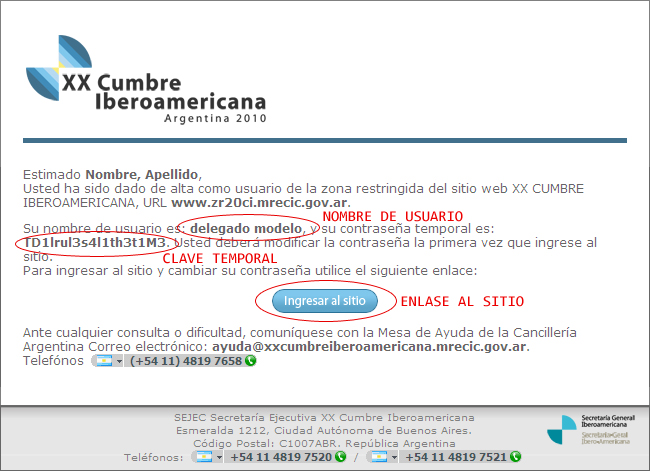 XX Cumbre
Iberoamericana
Argentina 2010
Estimado Nombre, Apellido,
Usted ha sido dado de alta como usuario de la zona restringida del sitio web XX CUMBRE
IBEROAMERICANA, URL www.zr20ci.mrecic.gov.ar.
NOMBRE DE USUARIO
Su nombre de usuario es: delegado modelo, y su contraseña temporal es:
TD1lrul3s4l1th3t1M3. Usted deberá modificar la contraseña la primera vez que ingrese al
sitio.
CLAVE TEMPORAL
Para ingresar al sitio y cambiar su contraseña utilice el siguiente enlace:
Ingresar al sitio
ENLASE AL SITIO
Ante cualquier consulta o dificultad, comuníquese con la Mesa de Ayuda de la Cancillería
Argentina Correo electrónico: ayuda@xxcumbreiberoamericana.mrecic.gov.ar.
Telefónos (+54 11) 4819 7658
SEJEC Secretaría Ejecutiva XX Cumbre Iberoamericana
Esmeralda 1212, Ciudad Autónoma de Buenos Aires.
Código Postal: C1007ABR. República Argentina
Teléfonos: +54 11 4819 7520 / +54 11 4819 7521
Secretaría General
Iberoamericana
Secretaria-Geral
Ibero-Americana